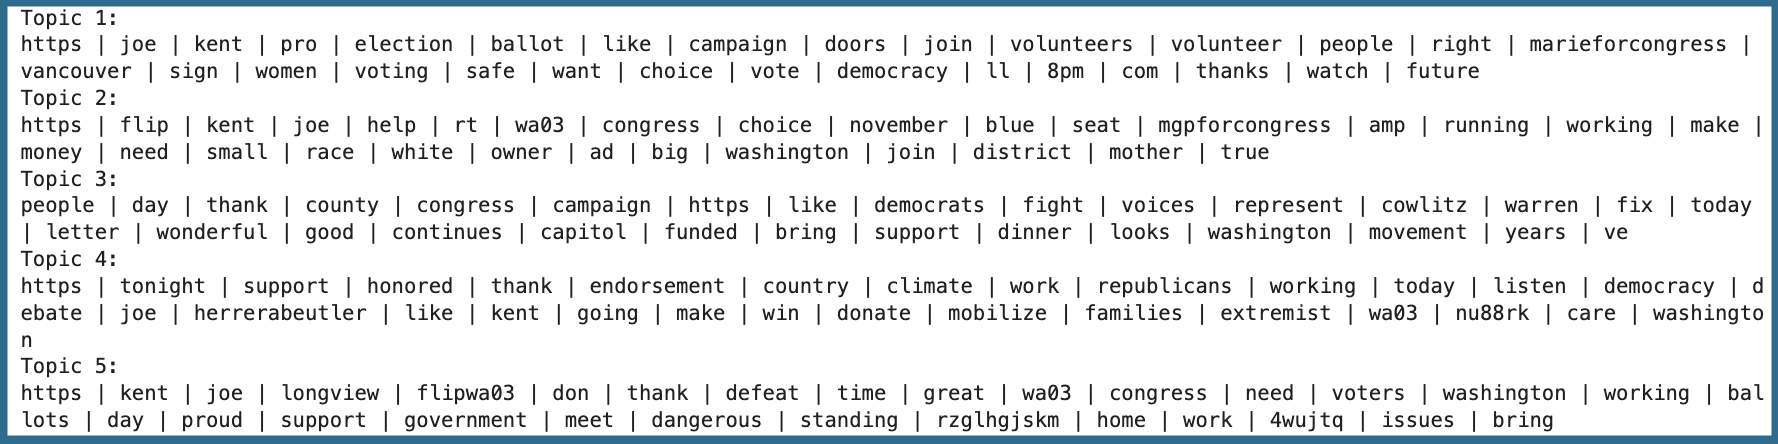 Topic 1:
https | joe | kent | pro | election | ballot | like | campaign | doors | join | volunteers | volunteer | people | right | marieforcongress |
vancouver | sign | women | voting | safe | want | choice | vote | democracy | ll | 8pm | com | thanks | watch | future
Topic 2:
https | flip | kent | joe | help | rt | wa03 | congress | choice | november | blue | seat | mgpforcongress | amp | running | working | make |
money | need | small | race | white | owner | ad | big | washington | join | district | mother | true
Topic 3:
people | day | thank | county | congress | campaign | https | like | democrats | fight | voices | represent | cowlitz | warren | fix | today
| letter | wonderful | good | continues | capitol | funded | bring | support | dinner | looks | washington | movement | years | ve
Topic 4:
https | tonight | support | honored | thank | endorsement | country | climate | work | republicans | working | today | listen | democracy | d
ebate | joe | herrerabeutler | like | kent | going | make | win | donate | mobilize | families | extremist | wa03 | nu88rk | care | washingto
n
Topic 5:
https | kent | joe | longview | flipwa03 | don | thank | defeat | time | great | wa03 | congress | need | voters | washington | working | bal
lots | day | proud | support | government | meet | dangerous | standing | rzglhgjskm | home | work | 4wujtq | issues | bring